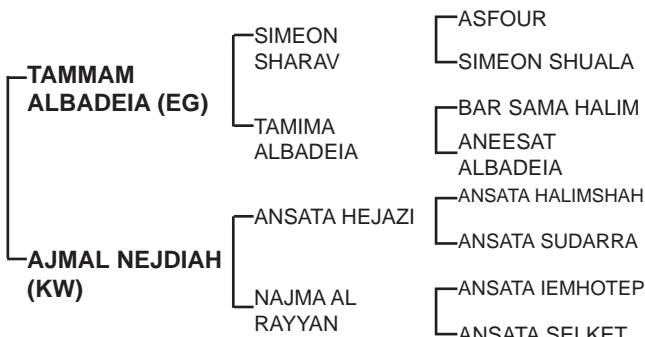 ASFOUR
SIMEON
SHARAV
SIMEON SHUALA
TAMMAM
ALBADEIA (EG)
BAR SAMA HALIM
TAMIMA
ALBADEIA
ANEESAT
ALBADEIA
ANSATA HALIMSHAH
ANSATA HEJAZI
ANSATA SUDARRA
AJMAL NEJDIAH
(KW)
ANSATA IEMHOTEP
NAJMA AL
RAYYAN
ANSATA SELKET